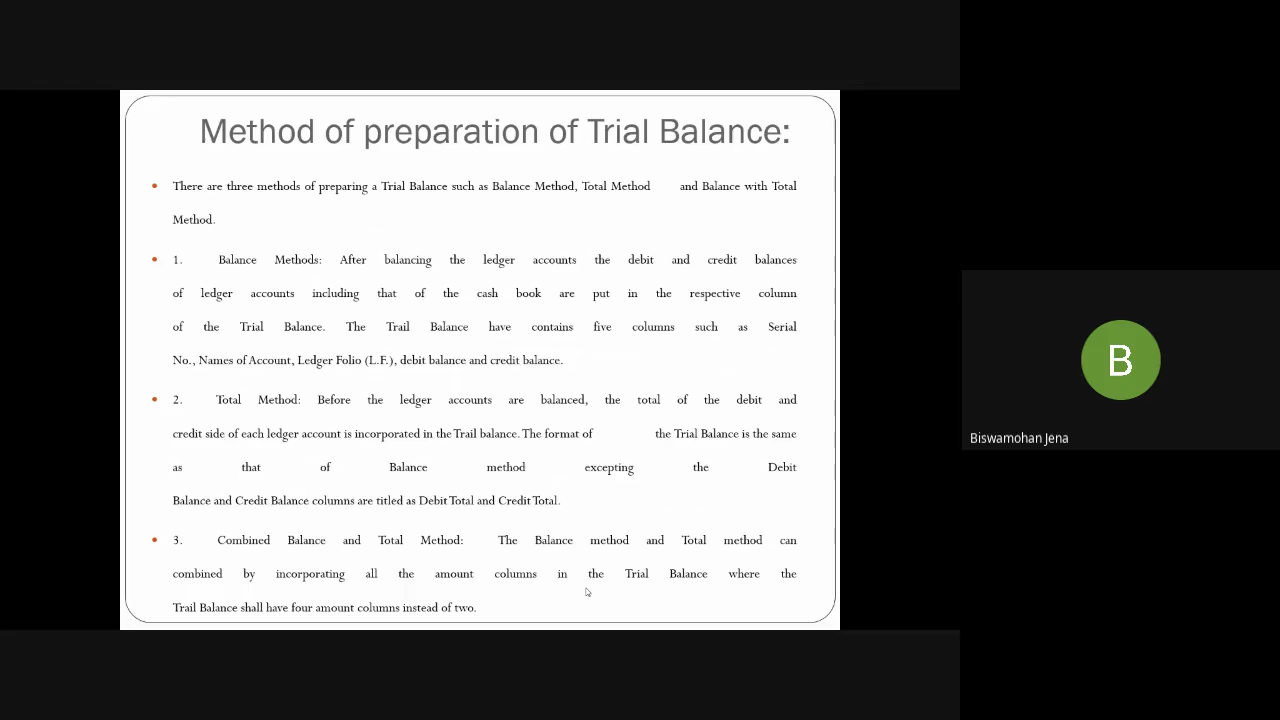 Method of preparation of Trial Balance:
• There are three methods of preparing a Trial Balance such as Balance Method, Total Method and Balance with Total
Method.
• 1. Balance Methods: After balancing the ledger accounts the debit and credit balances
of ledger accounts including that of the cash book are put in the respective column
of the Trial Balance. The Trail Balance have contains five columns such as Serial
No., Names of Account, Ledger Folio (L.F.), debit balance and credit balance.
• 2. Total Method: Before the ledger accounts are balanced, the total of the debit and
credit side of each ledger account is incorporated in the Trail balance. The format of the Trial Balance is the same
as that of Balance method excepting the Debit
Balance and Credit Balance columns are titled as Debit Total and Credit Total.
• 3. Combined Balance and Total Method: The Balance method and Total method can
combined by incorporating all the amount columns in the Trial Balance where the
Trail Balance shall have four amount columns instead of two.
B
Biswamohan Jena